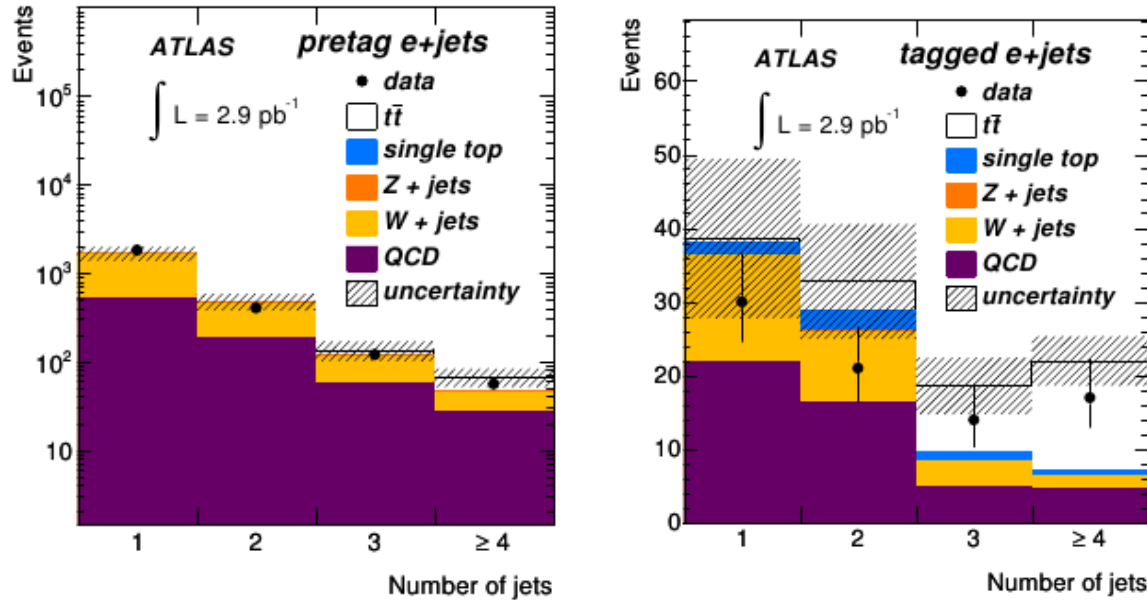 Events
10⁵
10⁴
10³
10²
10
ATLAS
pretag e+jets
∫ L = 2.9 pb⁻¹
data
tt̄
single top
Z + jets
W + jets
QCD
uncertainty
1 2 3 ≥ 4
Number of jets
Events
60
50
40
30
20
10
0
ATLAS
tagged e+jets
∫ L = 2.9 pb⁻¹
data
tt̄
single top
Z + jets
W + jets
QCD
uncertainty
1 2 3 ≥ 4
Number of jets